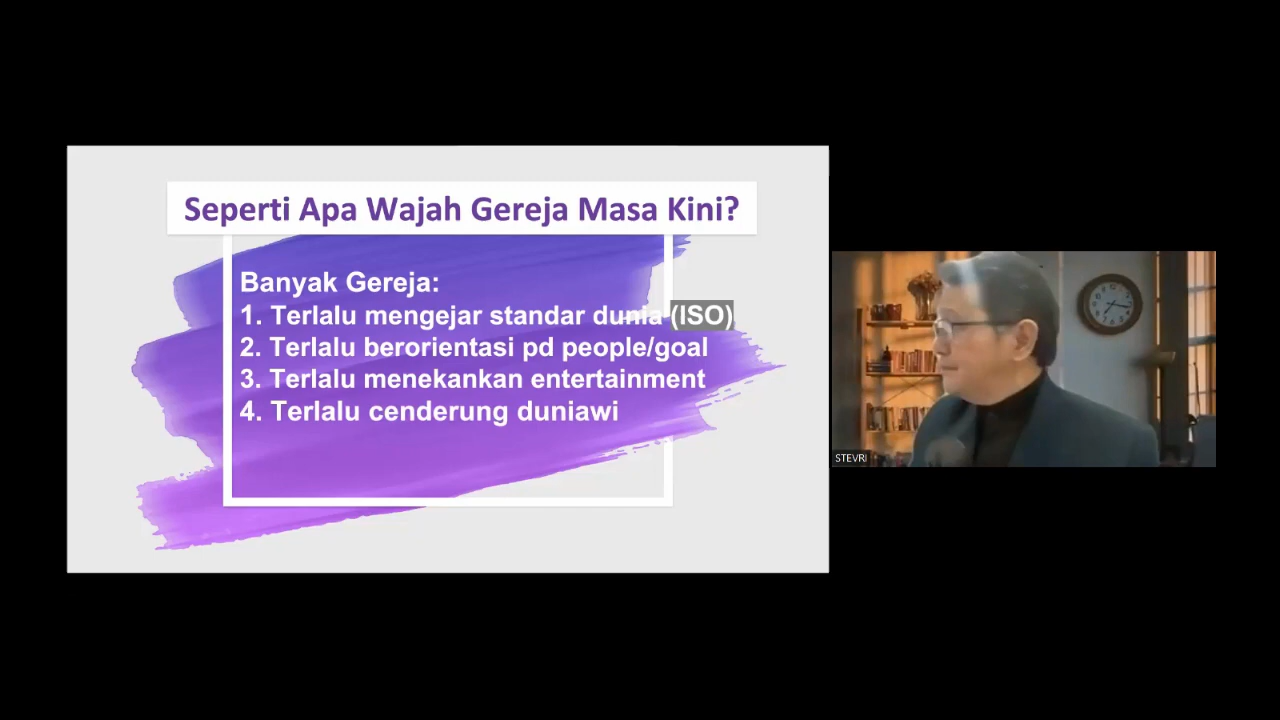 Seperti Apa Wajah Gereja Masa Kini?
Banyak Gereja:
1. Terlalu mengejar standar dunia (ISO)
2. Terlalu berorientasi pd people/goal
3. Terlalu menekankan entertainment
4. Terlalu cenderung duniawi
STEVRI